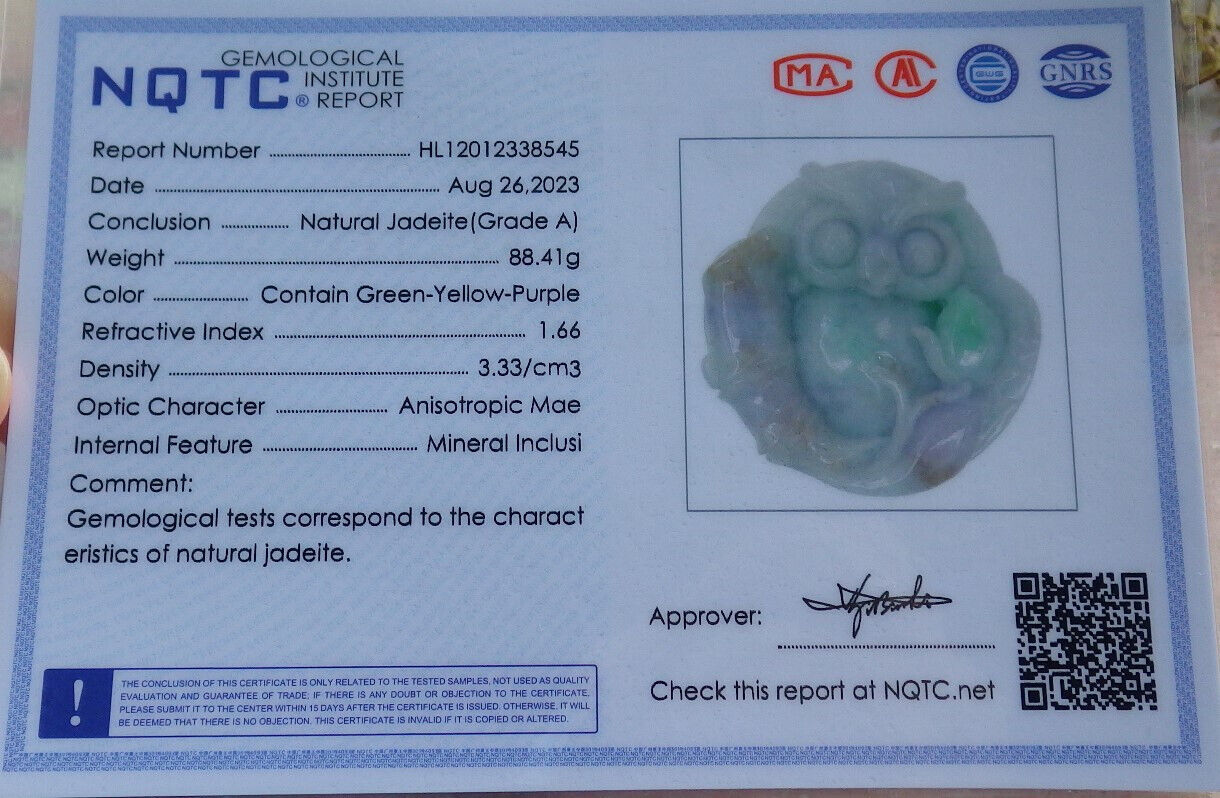 NQTC® GEMOLOGICAL
INSTITUTE
REPORT
MA
GWG
GNRS
Report Number ........................ HL12012338545
Date ........................ Aug 26,2023
Conclusion ........................ Natural Jadeite(Grade A)
Weight ........................ 88.41g
Color ........................ Contain Green-Yellow-Purple
Refractive Index ........................ 1.66
Density ........................ 3.33/cm3
Optic Character ........................ Anisotropic Mae
Internal Feature ........................ Mineral Inclusi
Comment:
Gemological tests correspond to the charact
eristics of natural jadeite.
Approver:
Check this report at NQTC.net
!
THE CONCLUSION OF THIS CERTIFICATE IS ONLY RELATED TO THE TESTED SAMPLES, NOT USED AS QUALITY
EVALUATION AND GUARANTEE OF TRADE; IF THERE IS ANY DOUBT OR OBJECTION TO THE CERTIFICATE,
PLEASE SUBMIT IT TO THE CENTER WITHIN 15 DAYS AFTER THE CERTIFICATE IS ISSUED. OTHERWISE, IT WILL
BE DEEMED THAT THERE IS NO OBJECTION. THIS CERTIFICATE IS INVALID IF IT IS COPIED OR ALTERED.